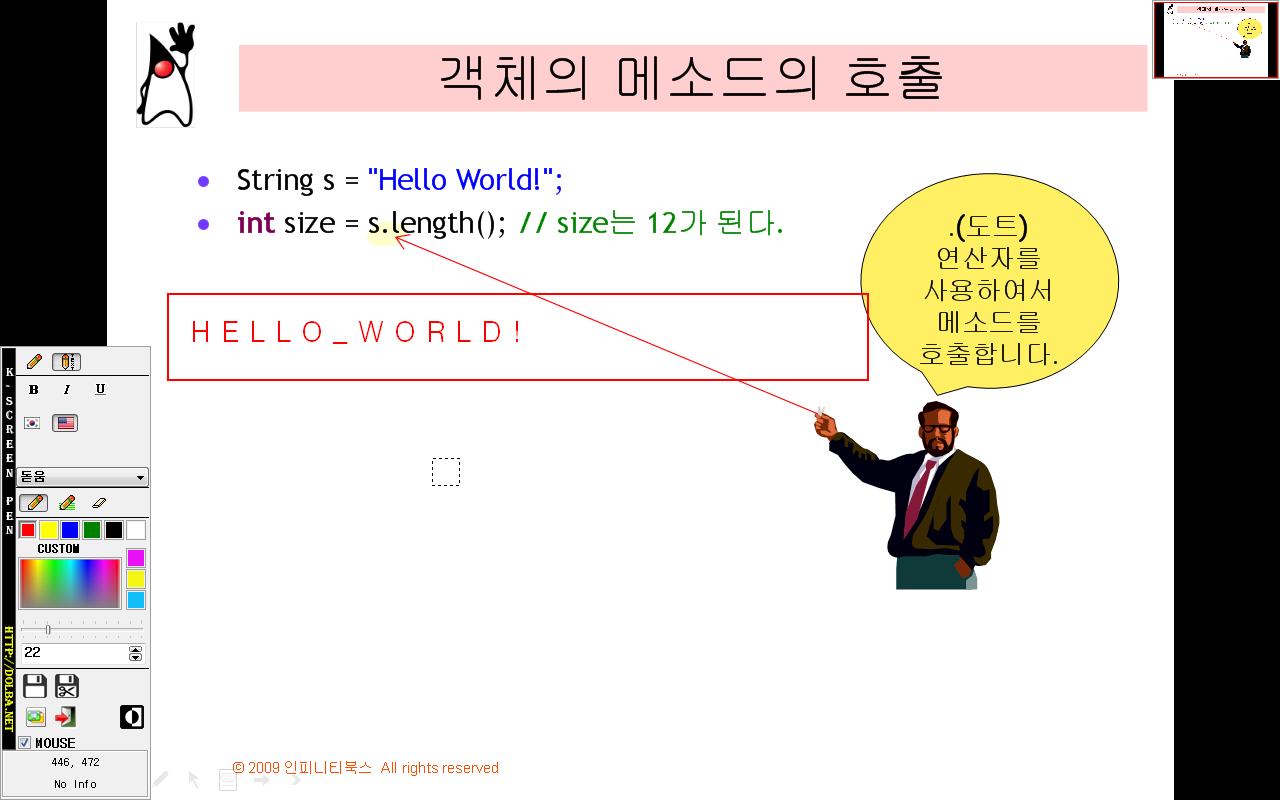 객체의 메소드의 호출
String s = "Hello World!";
int size = s.length(); // size는 12가 된다.
.(도트)
연산자를
사용하여서
메소드를
호출합니다.
HELLO_WORLD!
K-SCREEN PEN
HTTP://DOLBA.NET
B I U
TEXT
돋움
CUSTOM
22
MOUSE
446, 472
No Info
© 2009 인피니티북스 All rights reserved